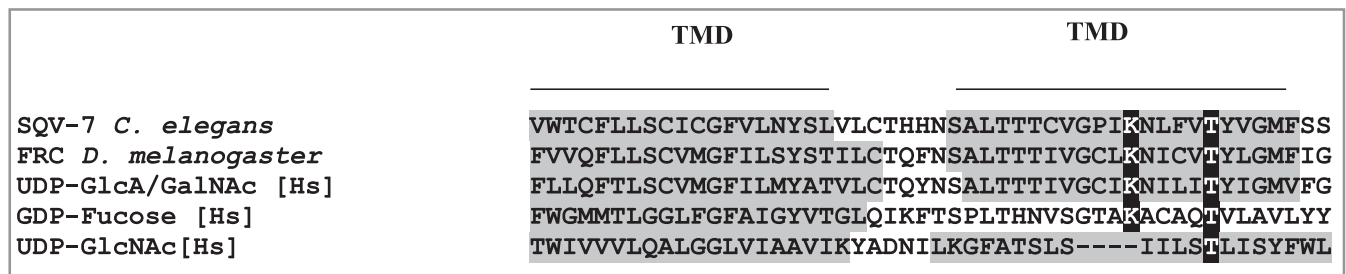 TMD TMD
SQV-7 C. elegans VWTCFLLSCICGFVLNYSLVLCTHHNSALTTTCVGPIKNLFVTYVGMFSS
FRC D. melanogaster FVVQFLLSCVMGFILSYSTILCTQFNSALTTTIVGCLKNICVTYLGMFIG
UDP-GlcA/GalNAc [Hs] FLLQFTLSCVMGFILMYATVLCTQYNSALTTTIVGCIKNILITYIGMVFG
GDP-Fucose [Hs] FWGMMTLGGLFGFAIGYVTGLQIKFTSPLTHNVSGTAKACAQTVLAVLYY
UDP-GlcNAc[Hs] TWIVVVLQALGGLVIAAVIKYADNILKGFATSLS----IILSTLISYFWL